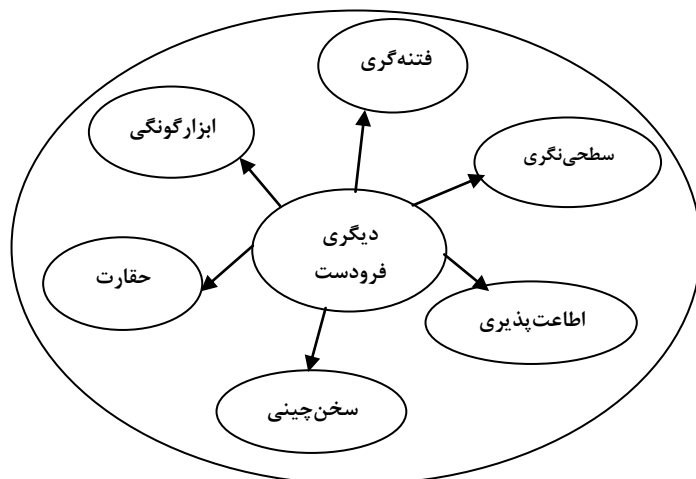 فتنه‌گری
ابزارگونگی
سطحی‌نگری
دیگری
فرودست
حقارت
اطاعت‌پذیری
سخن‌چینی